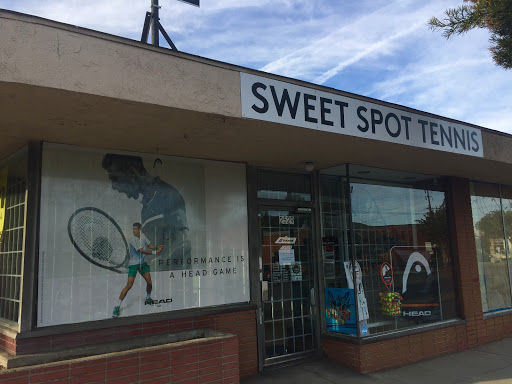 SWEET SPOT TENNIS
PERFORMANCE IS
A HEAD GAME
HEAD
HEAD